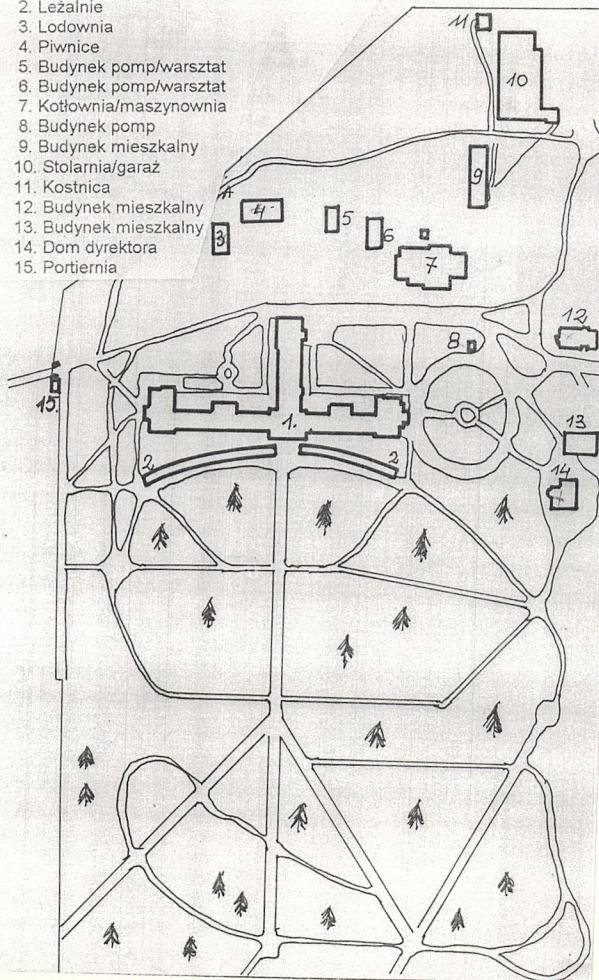 2. Leżalnie
3. Lodownia
4. Piwnice
5. Budynek pomp/warsztat
6. Budynek pomp/warsztat
7. Kotłownia/maszynownia
8. Budynek pomp
9. Budynek mieszkalny
10. Stolarnia/garaż
11. Kostnica
12. Budynek mieszkalny
13. Budynek mieszkalny
14. Dom dyrektora
15. Portiernia
11
10
9
A
4
5
3
6
7
12
8
15.
1.
13
2
2
14